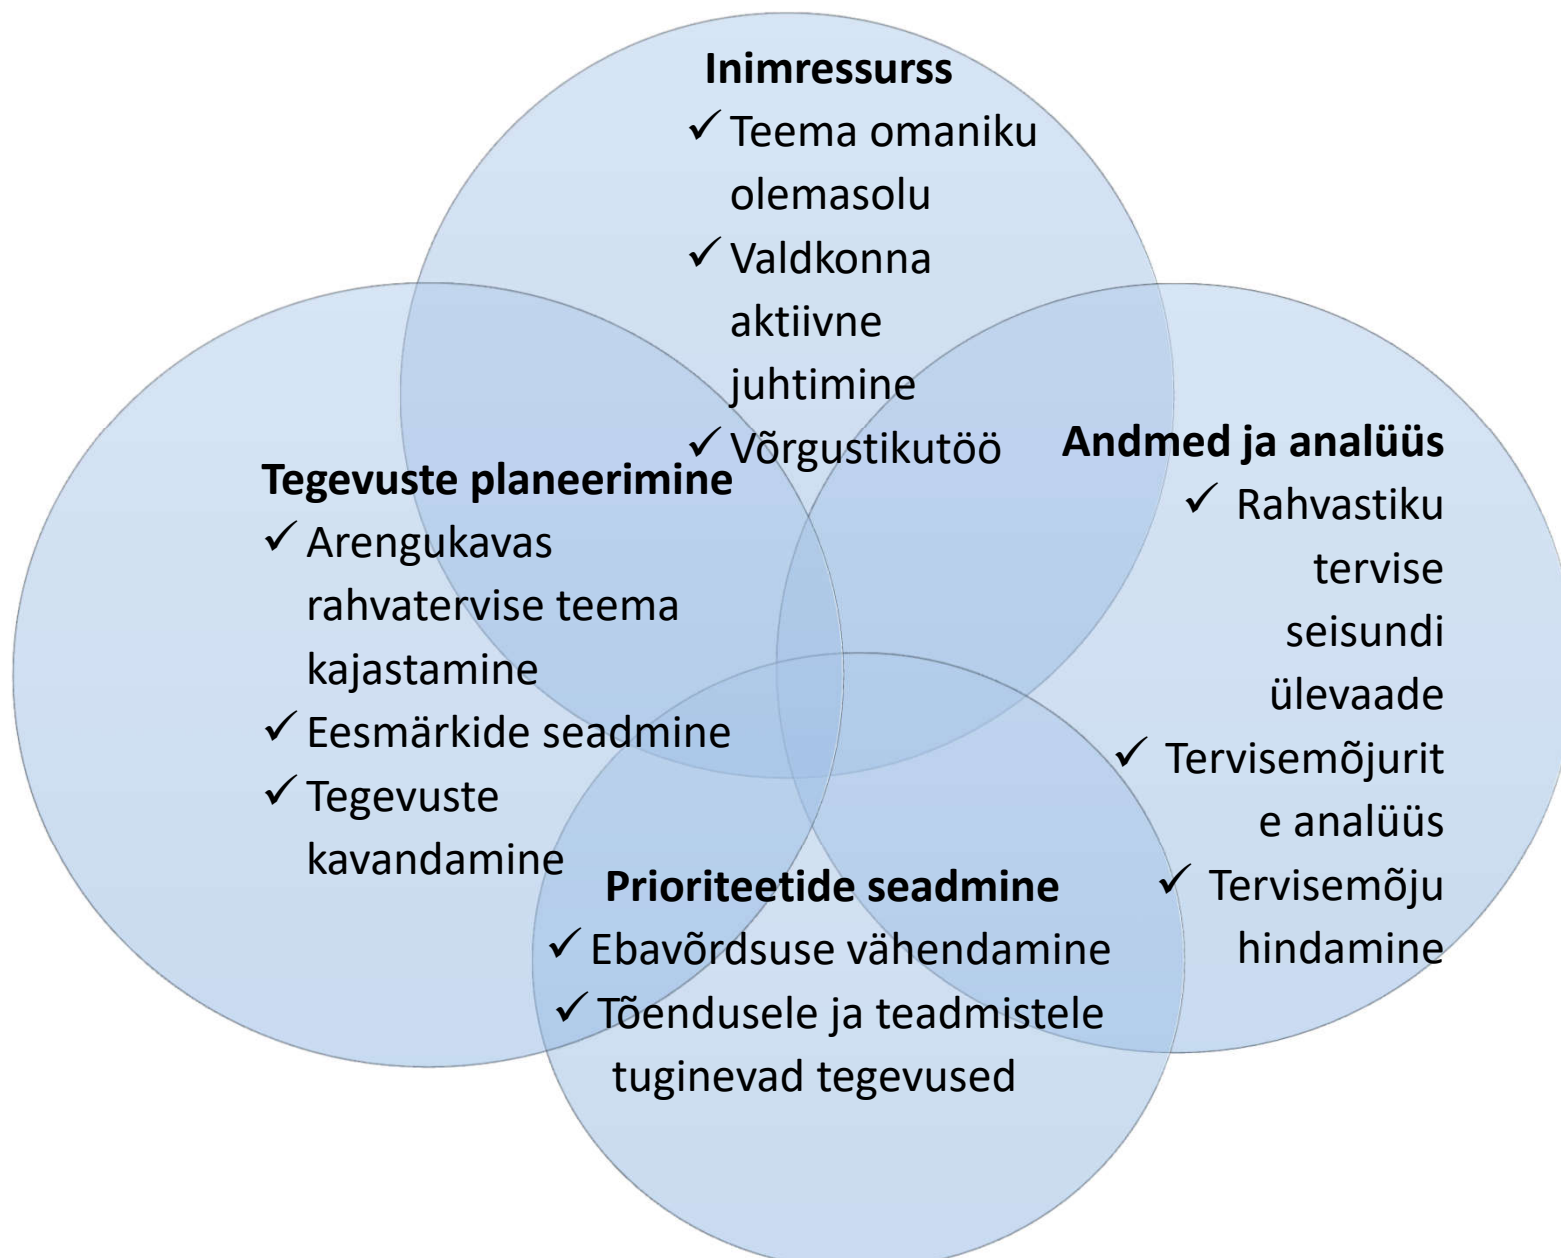 Inimressurss
✓ Teema omaniku
olemasolu
✓ Valdkonna
aktiivne
juhtimine
✓ Võrgustikutöö
Andmed ja analüüs
✓ Rahvastiku
tervise
seisundi
ülevaade
✓ Tervisemõjurit
e analüüs
✓ Tervisemõju
hindamine
Tegevuste planeerimine
✓ Arengukavas
rahvatervise teema
kajastamine
✓ Eesmärkide seadmine
✓ Tegevuste
kavandamine
Prioriteetide seadmine
✓ Ebavõrdsuse vähendamine
✓ Tõendusele ja teadmistele
tuginevad tegevused